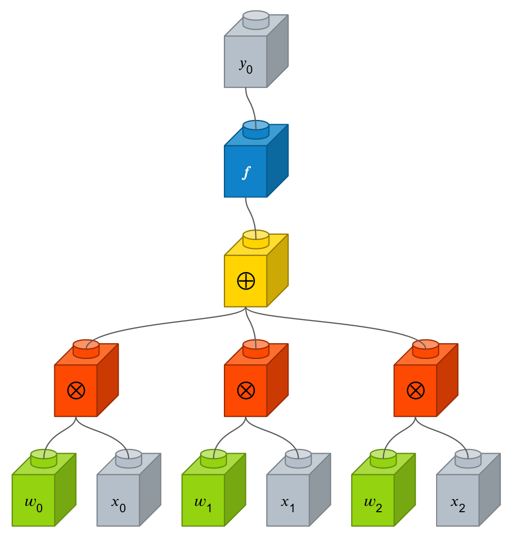 y₀
f
⊕
⊗ ⊗ ⊗
w₀ x₀ w₁ x₁ w₂ x₂